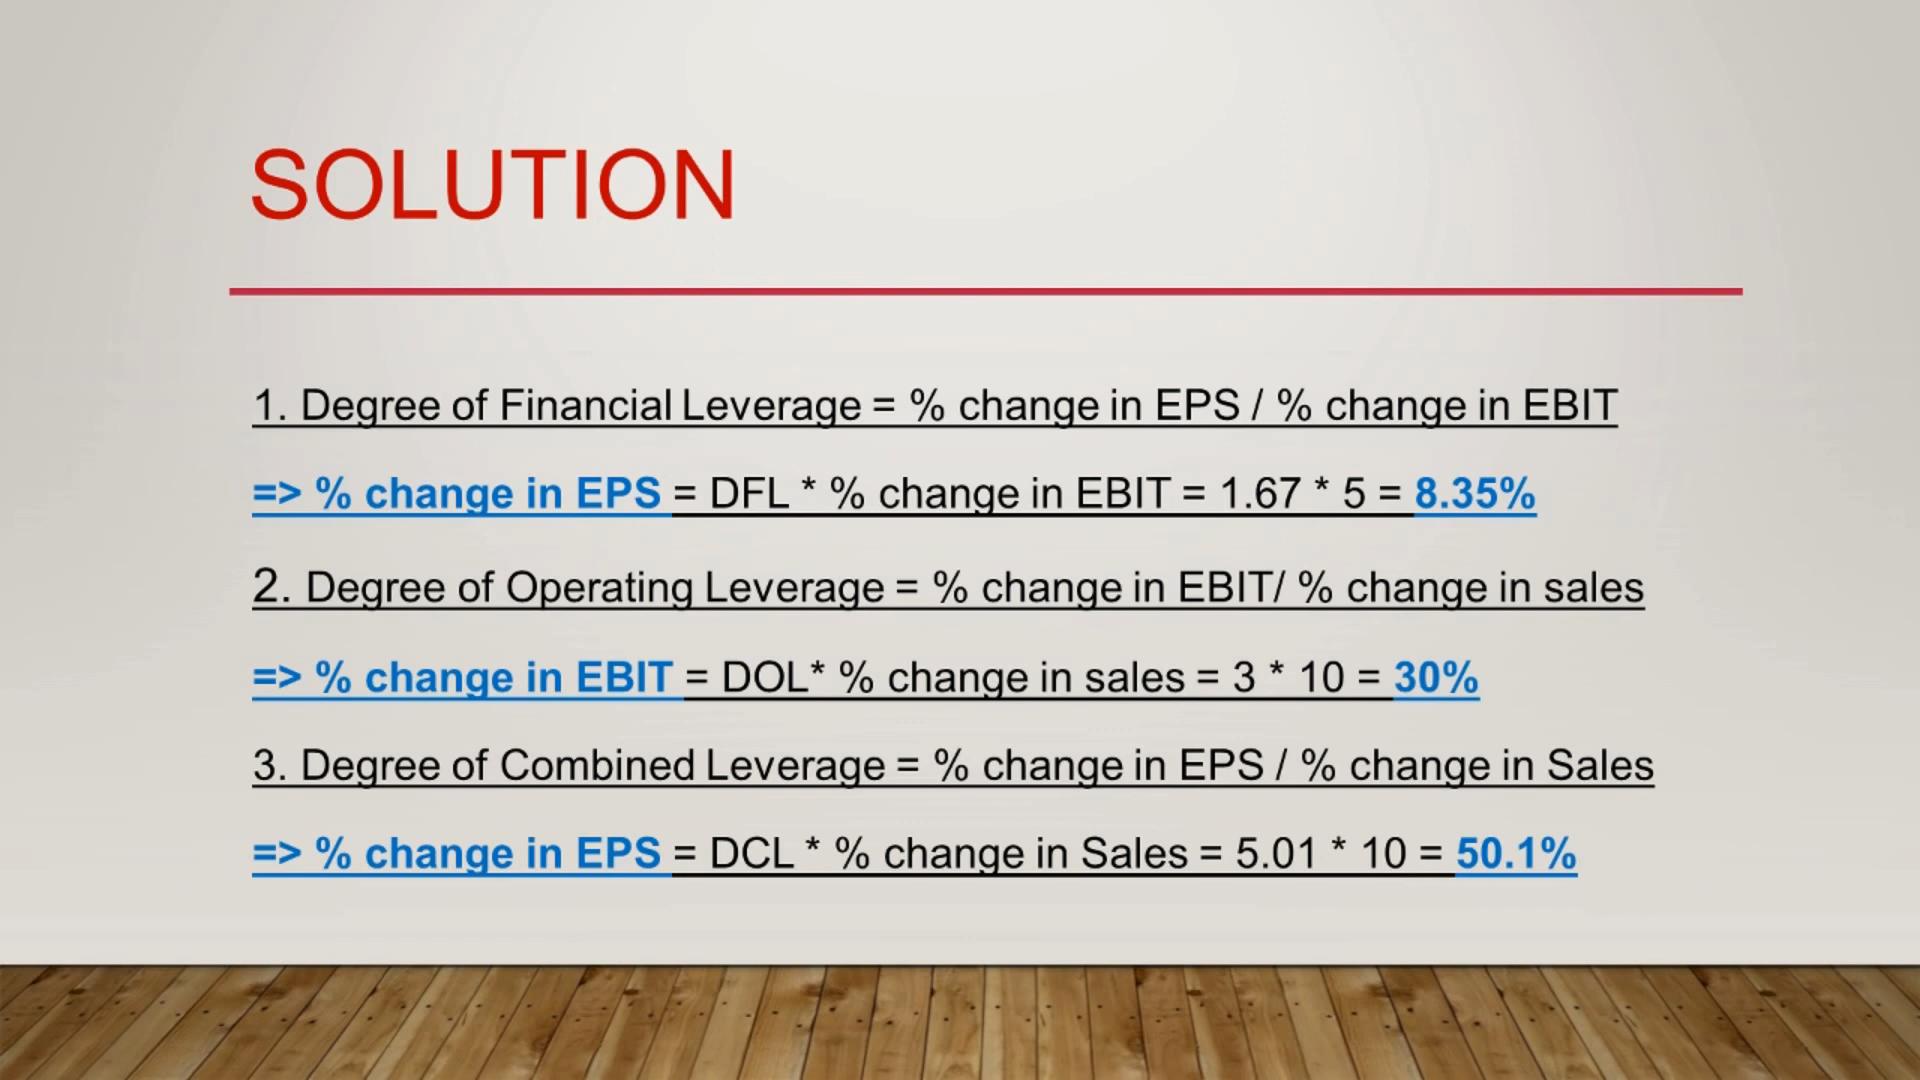 SOLUTION
1. Degree of Financial Leverage = % change in EPS / % change in EBIT
=> % change in EPS = DFL * % change in EBIT = 1.67 * 5 = 8.35%
2. Degree of Operating Leverage = % change in EBIT/ % change in sales
=> % change in EBIT = DOL* % change in sales = 3 * 10 = 30%
3. Degree of Combined Leverage = % change in EPS / % change in Sales
=> % change in EPS = DCL * % change in Sales = 5.01 * 10 = 50.1%